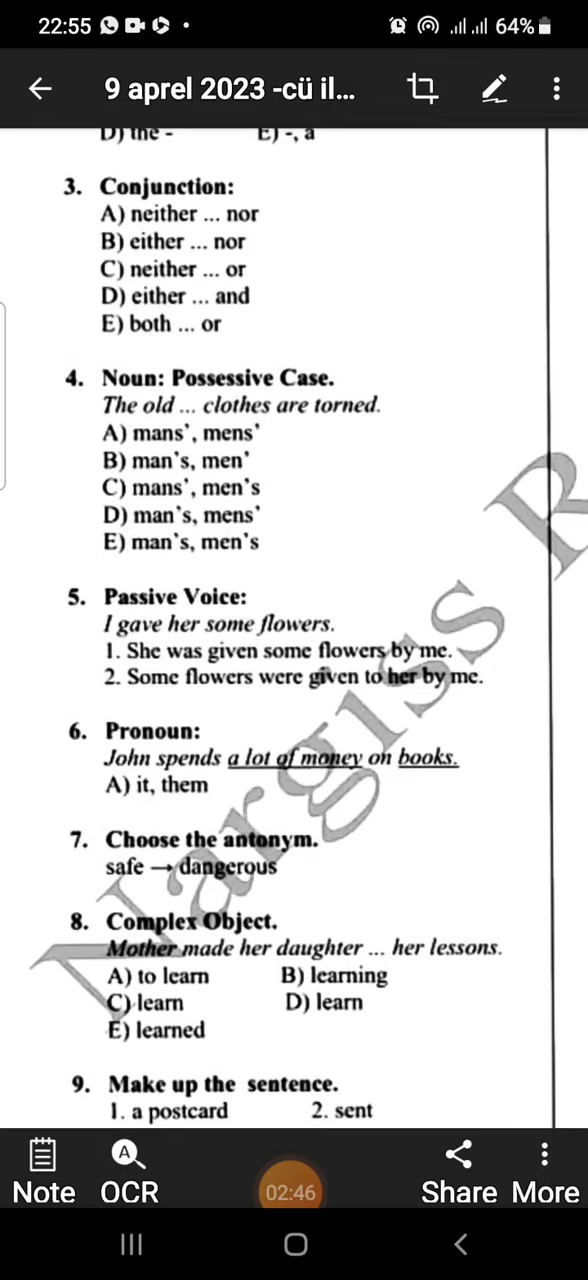 22:55 64%
9 aprel 2023 -cü il...
D) the - E) -, a
3. Conjunction:
A) neither ... nor
B) either ... nor
C) neither ... or
D) either ... and
E) both ... or
4. Noun: Possessive Case.
The old ... clothes are torned.
A) mans', mens'
B) man's, men'
C) mans', men's
D) man's, mens'
E) man's, men's
5. Passive Voice:
I gave her some flowers.
1. She was given some flowers by me.
2. Some flowers were given to her by me.
6. Pronoun:
John spends a lot of money on books.
A) it, them
7. Choose the antonym.
safe → dangerous
8. Complex Object.
Mother made her daughter ... her lessons.
A) to learn B) learning
C) learn D) learn
E) learned
9. Make up the sentence.
1. a postcard 2. sent
Nargiss R
Note OCR 02:46 Share More